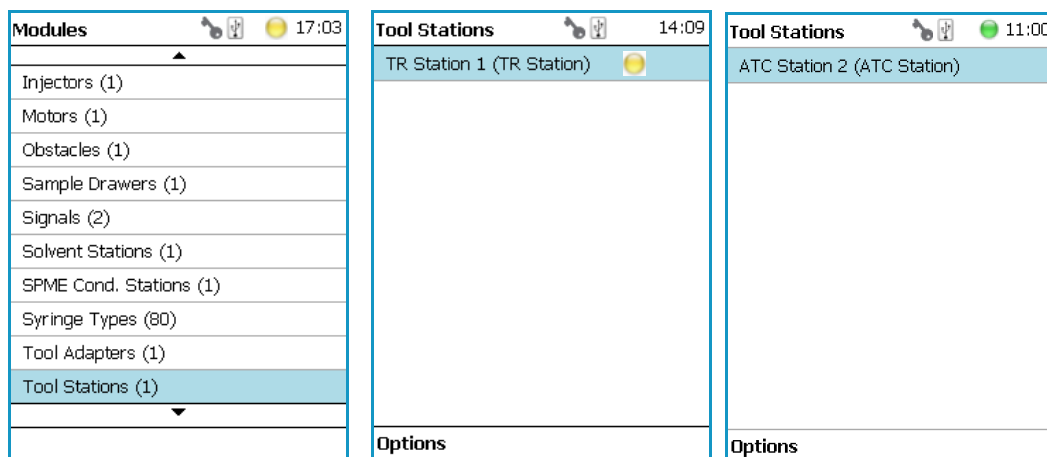 Modules 17:03
Injectors (1)
Motors (1)
Obstacles (1)
Sample Drawers (1)
Signals (2)
Solvent Stations (1)
SPME Cond. Stations (1)
Syringe Types (80)
Tool Adapters (1)
Tool Stations (1)
Tool Stations 14:09
TR Station 1 (TR Station)
Options
Tool Stations 11:00
ATC Station 2 (ATC Station)
Options